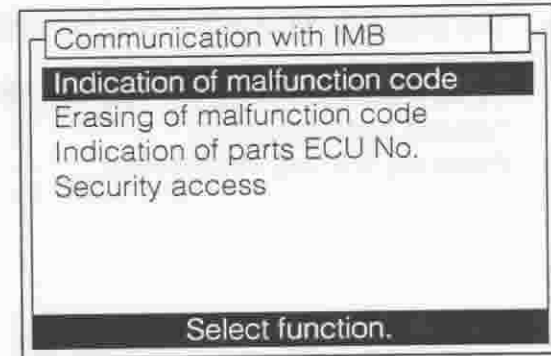 Communication with IMB
Indication of malfunction code
Erasing of malfunction code
Indication of parts ECU No.
Security access
Select function.